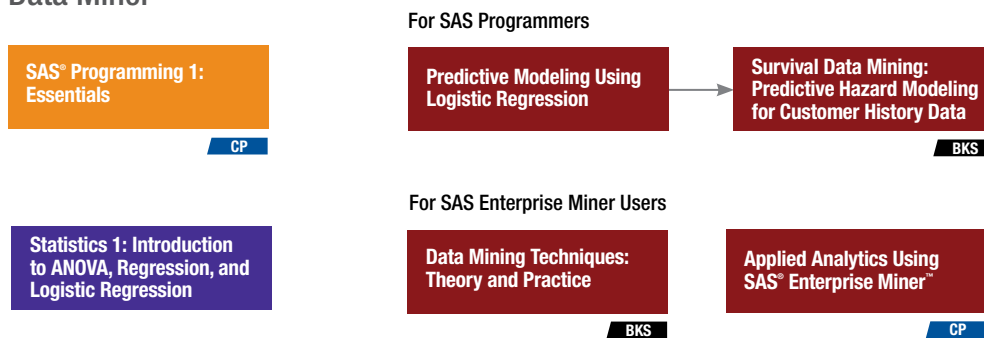 Data Miner
For SAS Programmers
SAS® Programming 1:
Essentials
CP
Predictive Modeling Using
Logistic Regression
Survival Data Mining:
Predictive Hazard Modeling
for Customer History Data
BKS
For SAS Enterprise Miner Users
Statistics 1: Introduction
to ANOVA, Regression, and
Logistic Regression
Data Mining Techniques:
Theory and Practice
BKS
Applied Analytics Using
SAS® Enterprise Miner™
CP